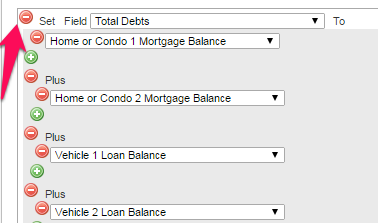 Set Field Total Debts To
Home or Condo 1 Mortgage Balance
Plus
Home or Condo 2 Mortgage Balance
Plus
Vehicle 1 Loan Balance
Plus
Vehicle 2 Loan Balance